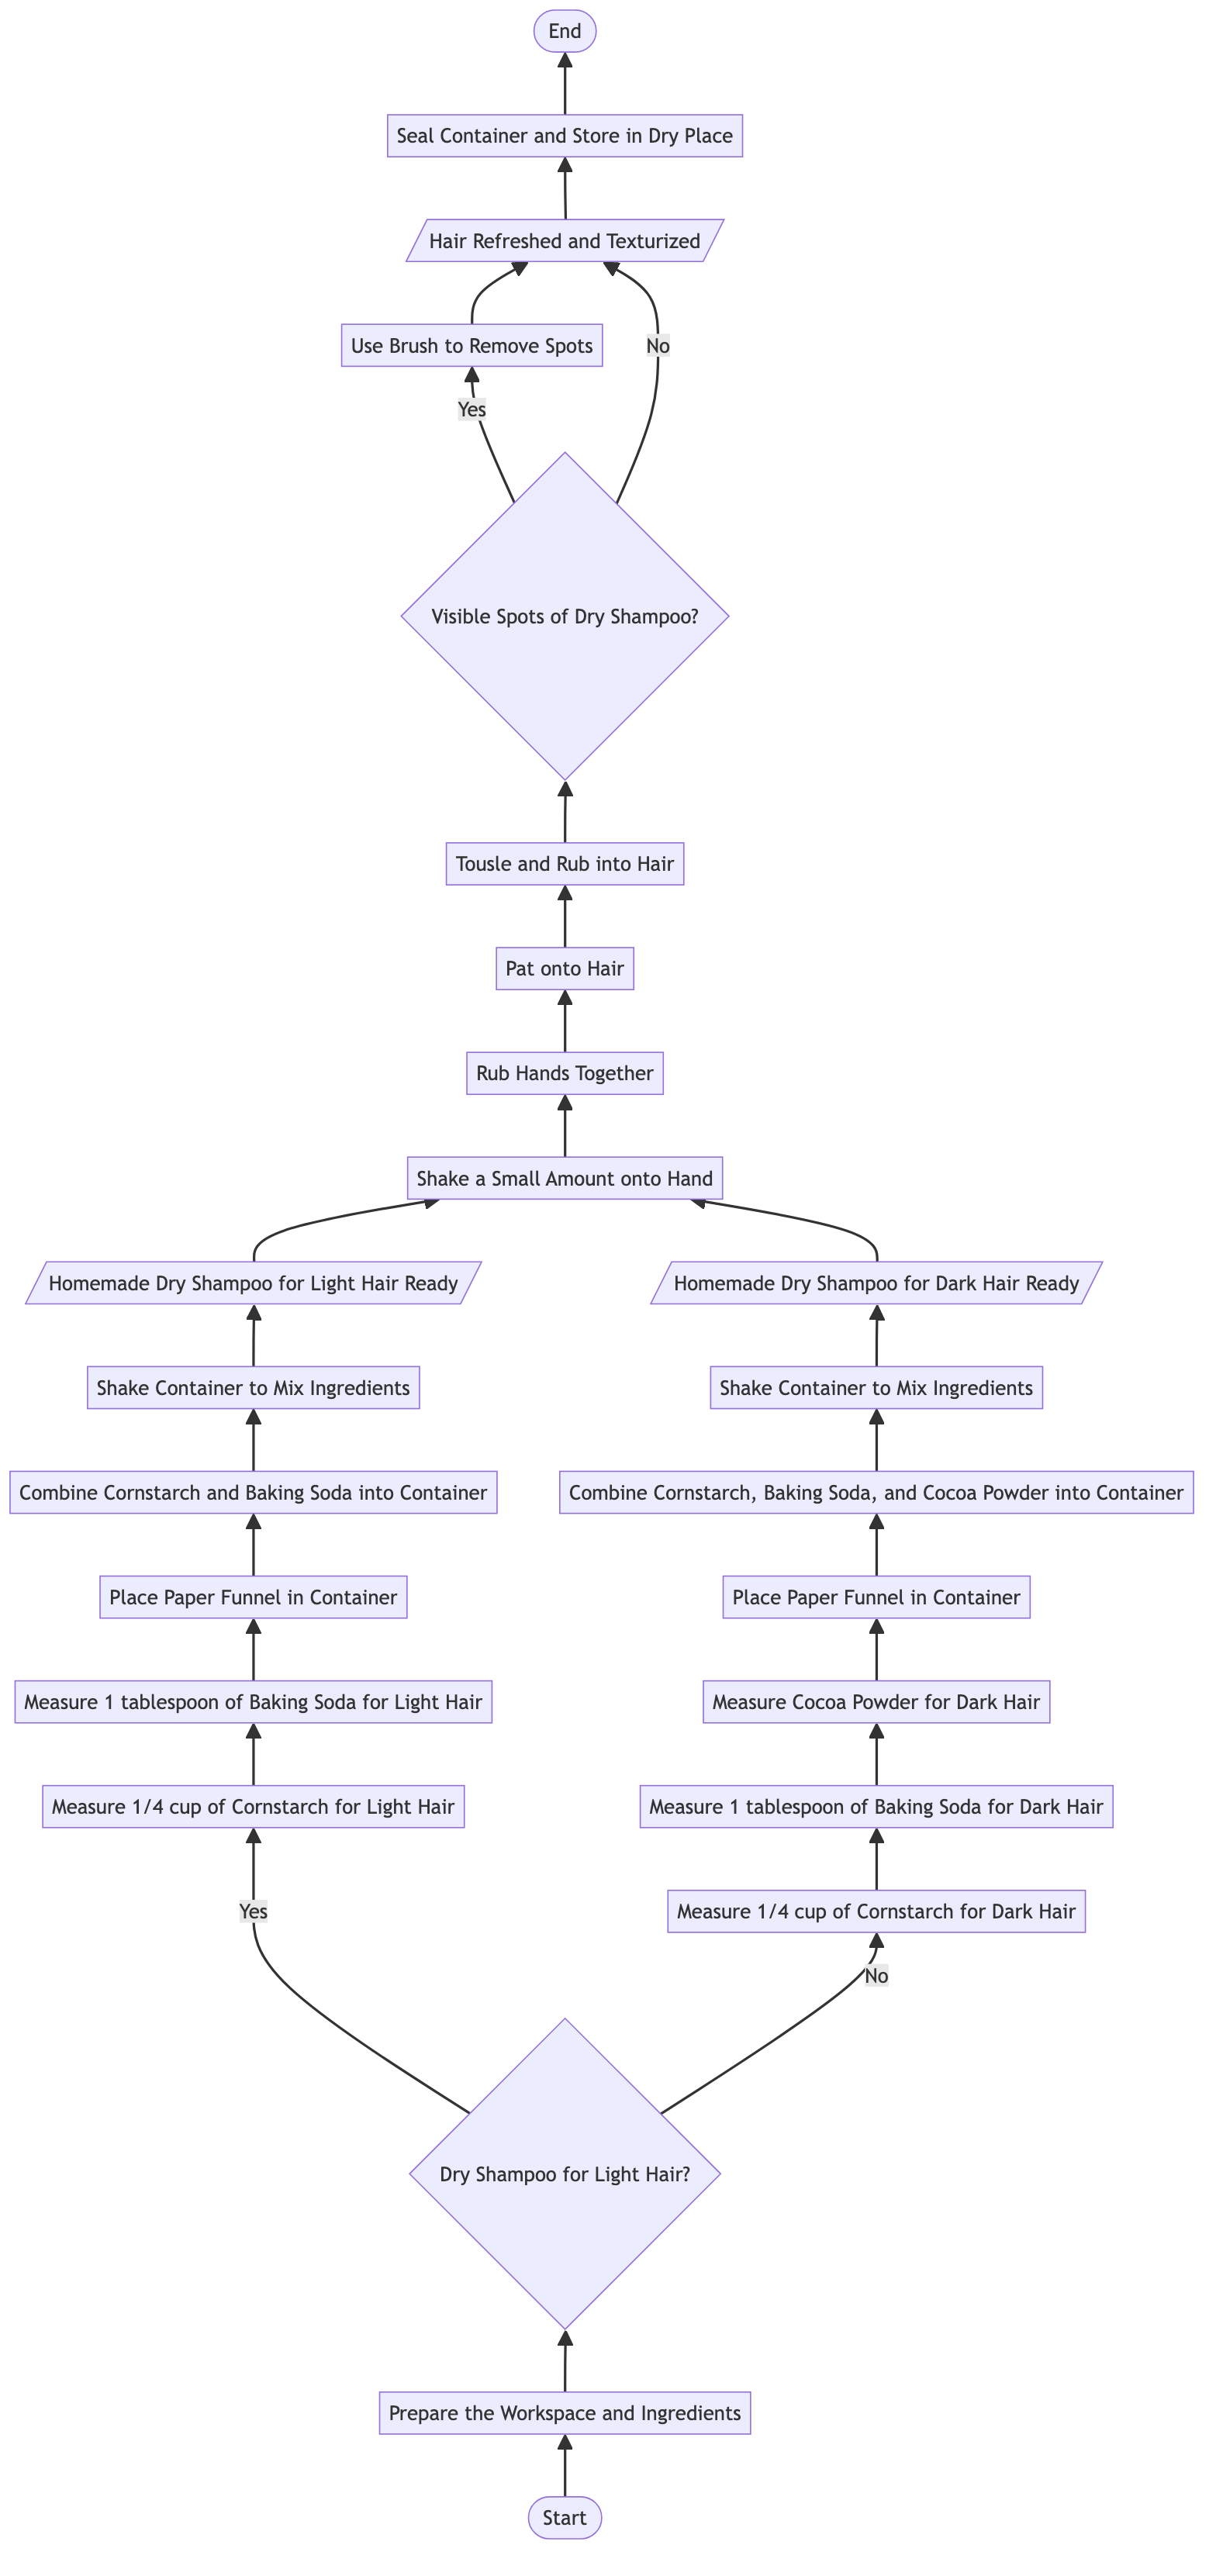 End
Seal Container and Store in Dry Place
Hair Refreshed and Texturized
Use Brush to Remove Spots
No
Yes
Visible Spots of Dry Shampoo?
Tousle and Rub into Hair
Pat onto Hair
Rub Hands Together
Shake a Small Amount onto Hand
Homemade Dry Shampoo for Light Hair Ready
Homemade Dry Shampoo for Dark Hair Ready
Shake Container to Mix Ingredients
Shake Container to Mix Ingredients
Combine Cornstarch and Baking Soda into Container
Combine Cornstarch, Baking Soda, and Cocoa Powder into Container
Place Paper Funnel in Container
Place Paper Funnel in Container
Measure 1 tablespoon of Baking Soda for Light Hair
Measure Cocoa Powder for Dark Hair
Measure 1/4 cup of Cornstarch for Light Hair
Measure 1 tablespoon of Baking Soda for Dark Hair
Yes
Measure 1/4 cup of Cornstarch for Dark Hair
No
Dry Shampoo for Light Hair?
Prepare the Workspace and Ingredients
Start